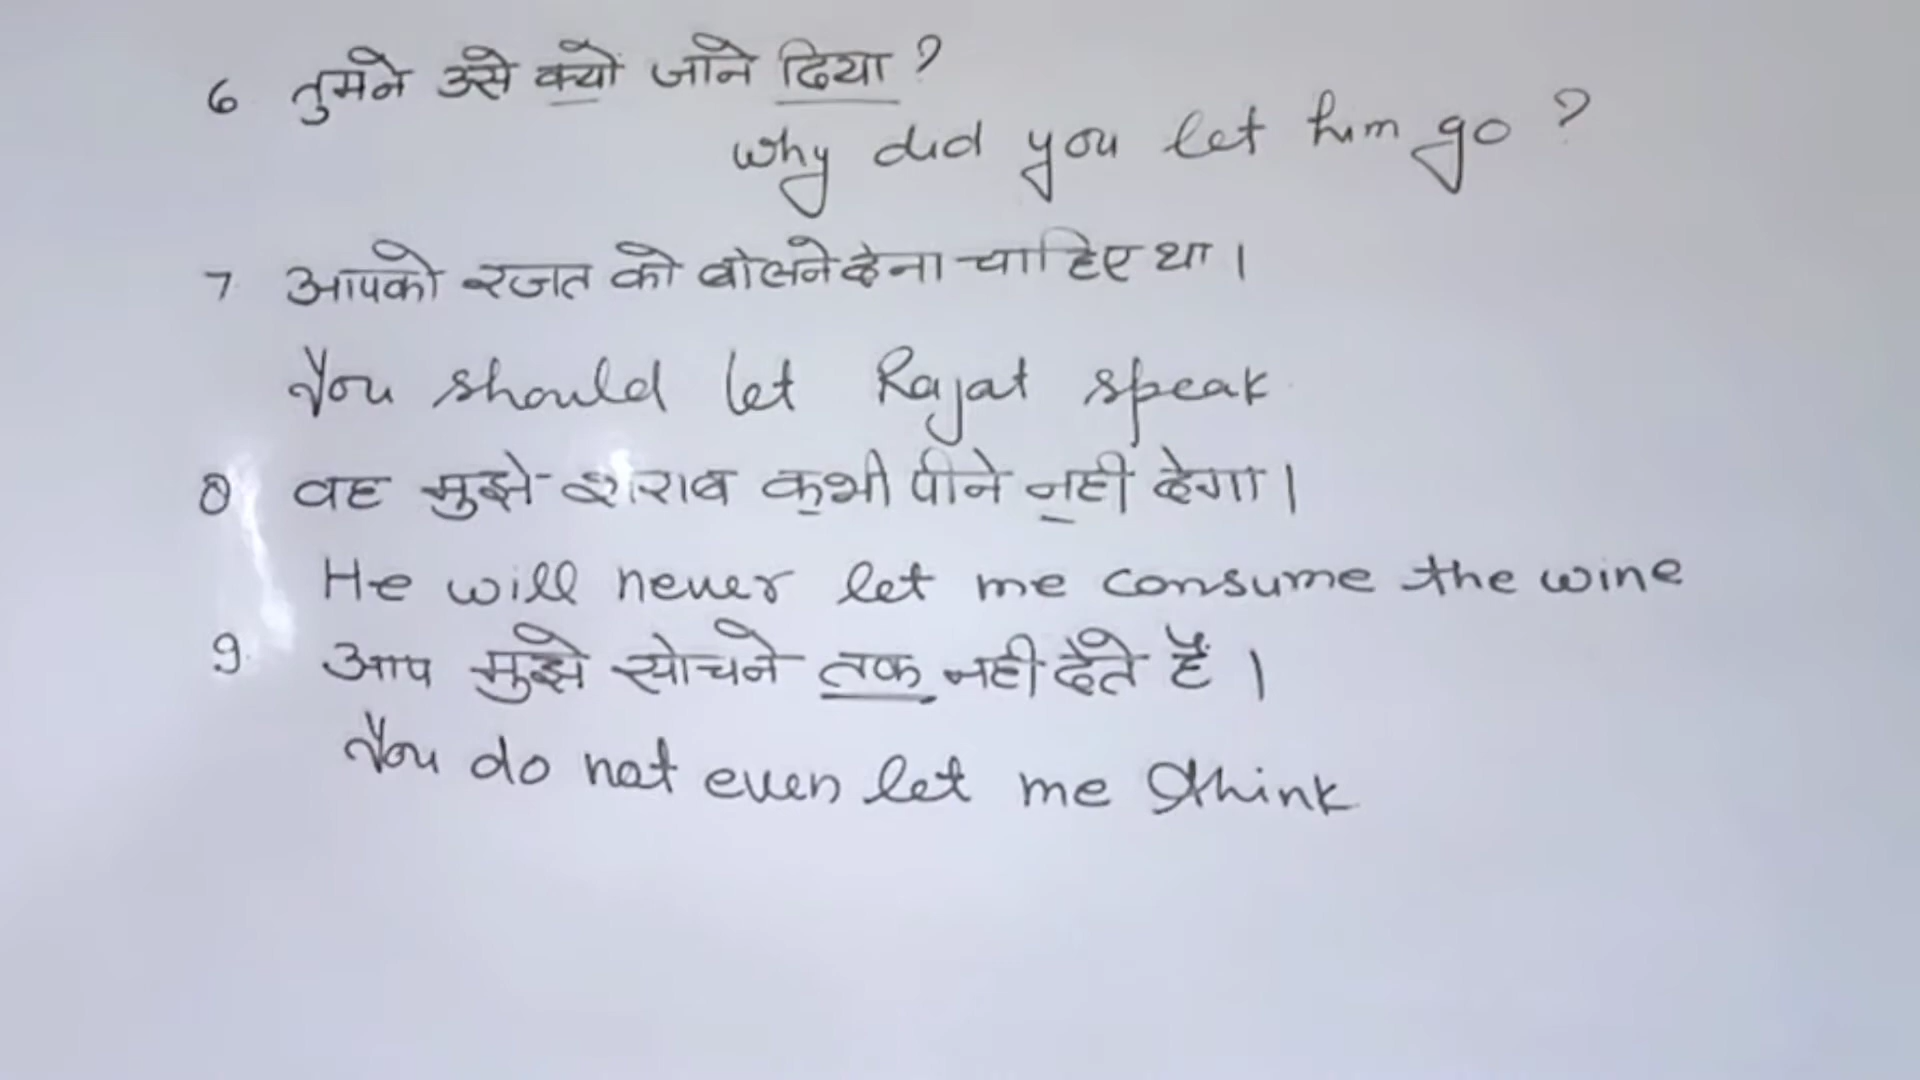 6 तुमने उसे क्यो जाने दिया ?
why did you let him go ?
7 आपको रजत को बोलने देना चाहिए था ।
You should let Rajat speak
8 वह मुझे शराब कभी पीने नही देगा ।
He will never let me consume the wine
9. आप मुझे सोचने तक नही देते हैं ।
You do not even let me think